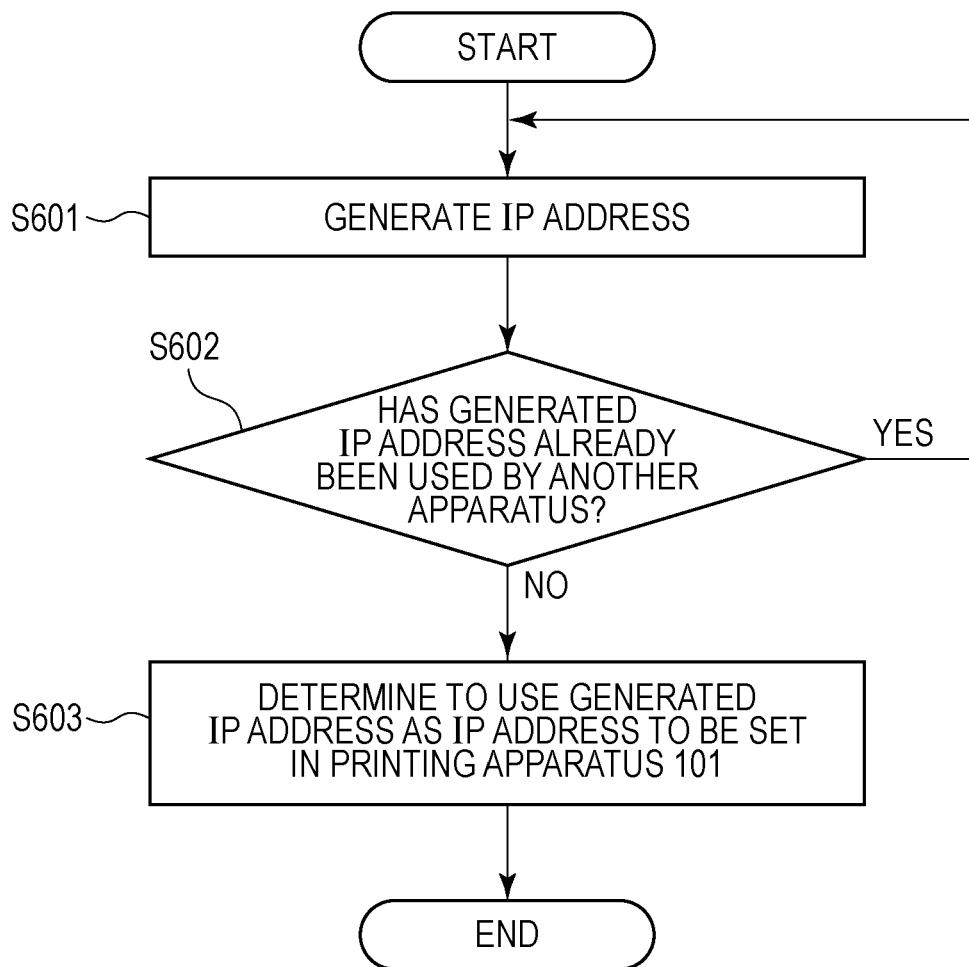 START
S601
GENERATE IP ADDRESS
S602
HAS GENERATED
IP ADDRESS ALREADY
BEEN USED BY ANOTHER
APPARATUS?
YES
NO
S603
DETERMINE TO USE GENERATED
IP ADDRESS AS IP ADDRESS TO BE SET
IN PRINTING APPARATUS 101
END